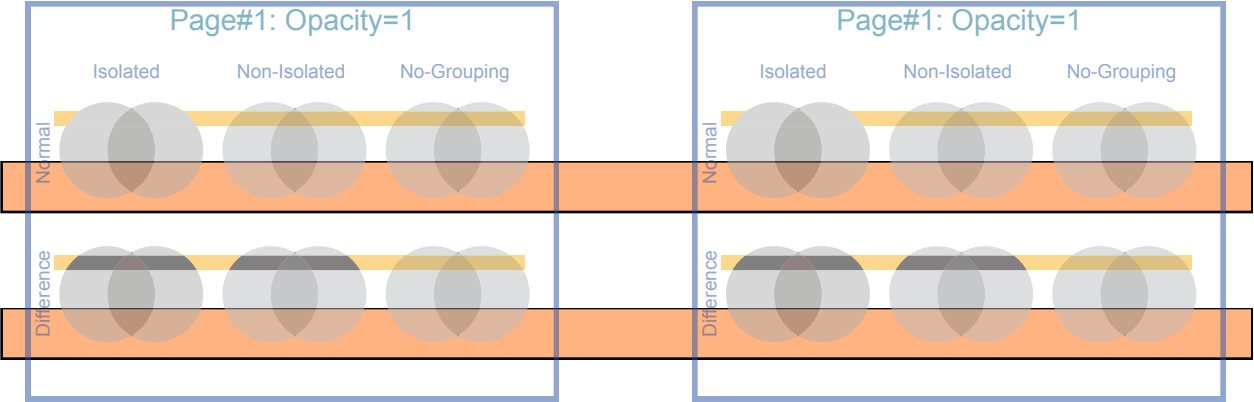 Page#1: Opacity=1
Isolated Non-Isolated No-Grouping
Normal
Difference
Page#1: Opacity=1
Isolated Non-Isolated No-Grouping
Normal
Difference